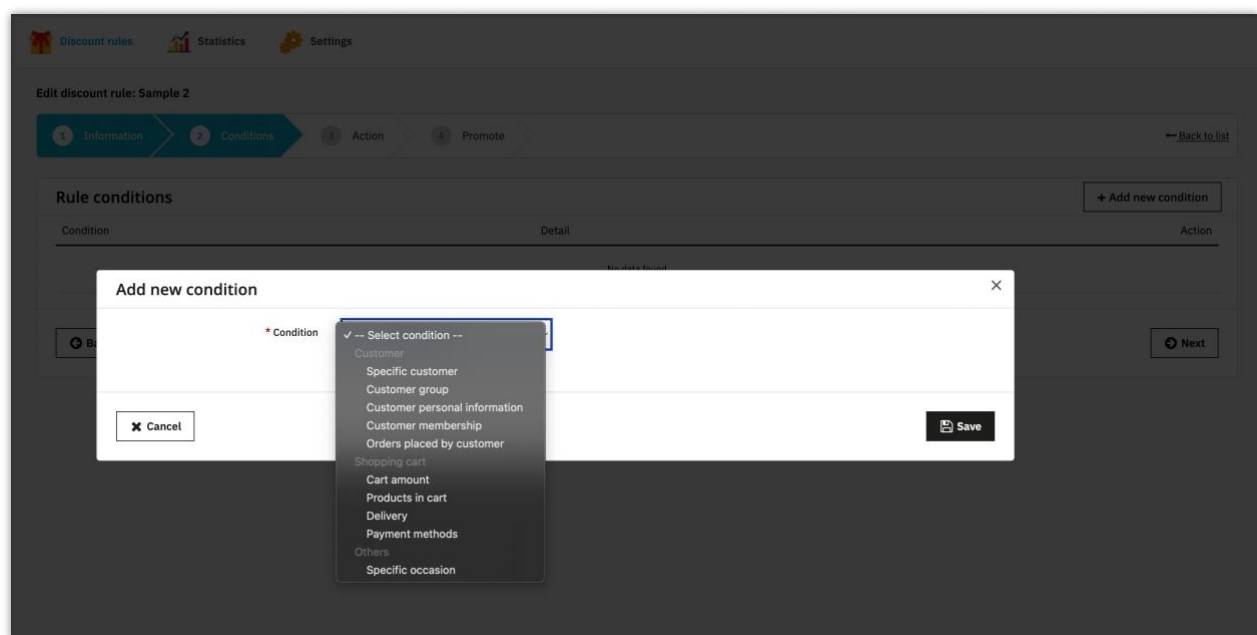 Discount rules Statistics Settings
Edit discount rule: Sample 2
1 Information 2 Conditions 3 Action 4 Promote Back to list
Rule conditions + Add new condition
Condition Detail Action
No data found
Add new condition
* Condition
✓ -- Select condition --
Customer
Specific customer
Customer group
Customer personal information
Customer membership
Orders placed by customer
Shopping cart
Cart amount
Products in cart
Delivery
Payment methods
Others
Specific occasion
Next
Cancel Save